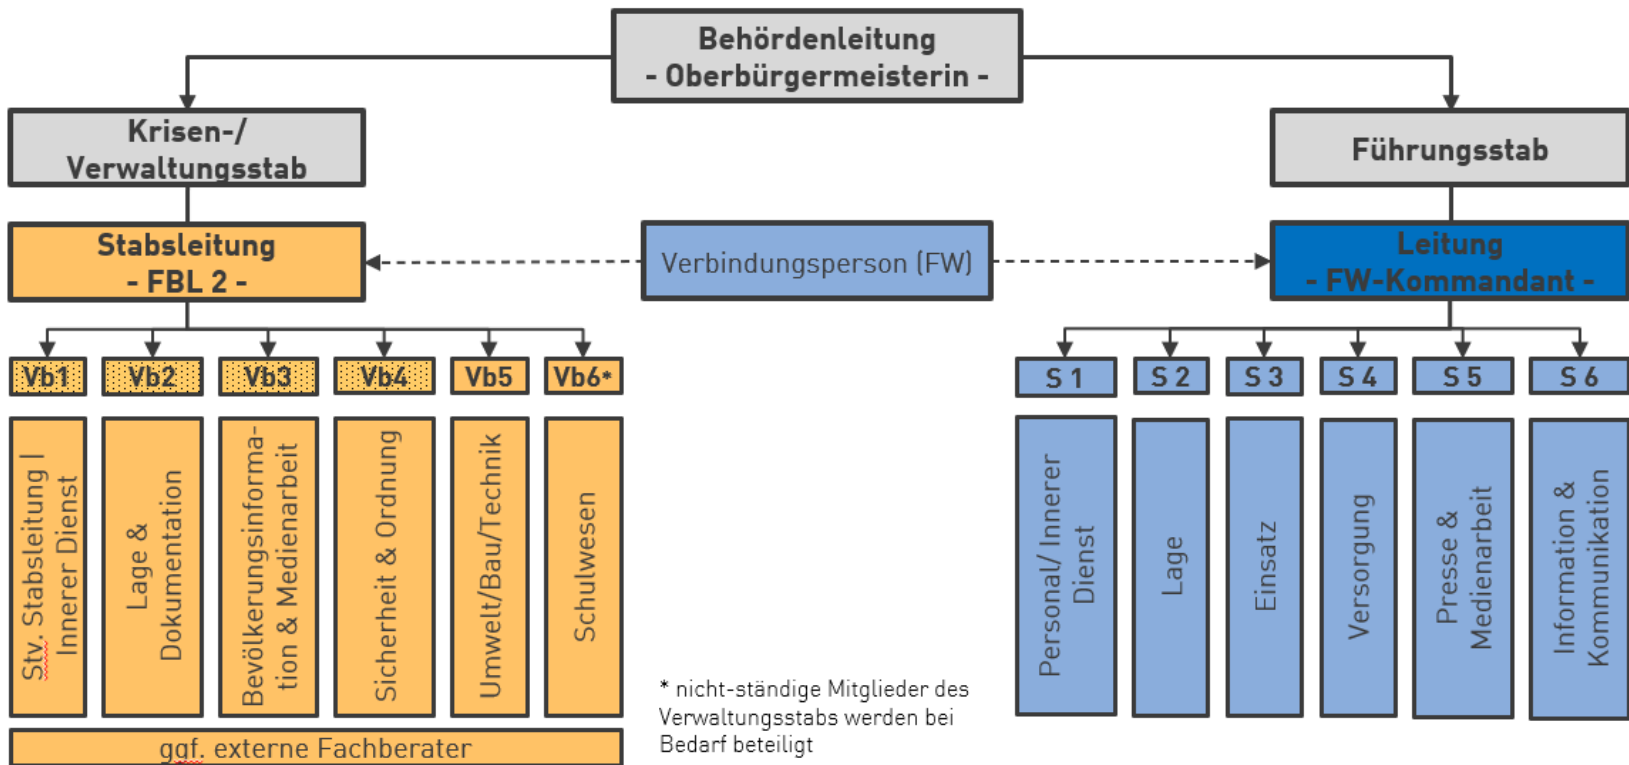 Behördenleitung
- Oberbürgermeisterin -
Krisen-/
Verwaltungsstab
Führungsstab
Stabsleitung
- FBL 2 -
Verbindungsperson (FW)
Leitung
- FW-Kommandant -
Vb1
Vb2
Vb3
Vb4
Vb5
Vb6*
S 1
S 2
S 3
S 4
S 5
S 6
Stv. Stabsleitung |
Innerer Dienst
Lage &
Dokumentation
Bevölkerungsinforma-
tion & Medienarbeit
Sicherheit & Ordnung
Umwelt/Bau/Technik
Schulwesen
Personal/ Innerer
Dienst
Lage
Einsatz
Versorgung
Presse &
Medienarbeit
Information &
Kommunikation
* nicht-ständige Mitglieder des
Verwaltungsstabs werden bei
Bedarf beteiligt
ggf. externe Fachberater